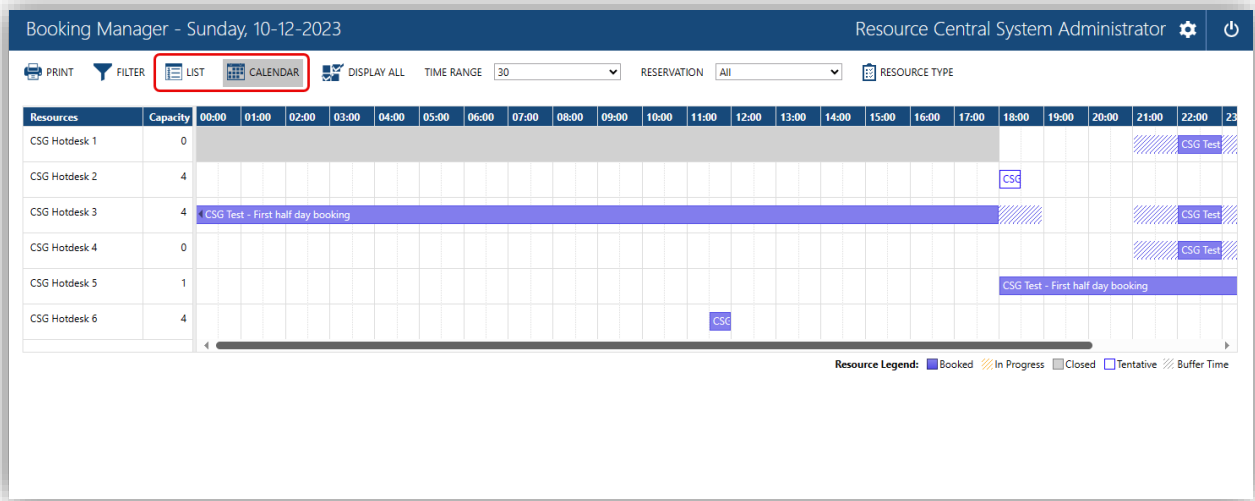 Booking Manager - Sunday, 10-12-2023 Resource Central System Administrator
PRINT FILTER LIST CALENDAR DISPLAY ALL TIME RANGE 30 RESERVATION All RESOURCE TYPE
Resources Capacity 00:00 01:00 02:00 03:00 04:00 05:00 06:00 07:00 08:00 09:00 10:00 11:00 12:00 13:00 14:00 15:00 16:00 17:00 18:00 19:00 20:00 21:00 22:00 23
CSG Hotdesk 1 0 CSG Test
CSG Hotdesk 2 4 CSG
CSG Hotdesk 3 4 CSG Test - First half day booking CSG Test
CSG Hotdesk 4 0 CSG Test
CSG Hotdesk 5 1 CSG Test - First half day booking
CSG Hotdesk 6 4 CSG
Resource Legend: Booked In Progress Closed Tentative Buffer Time